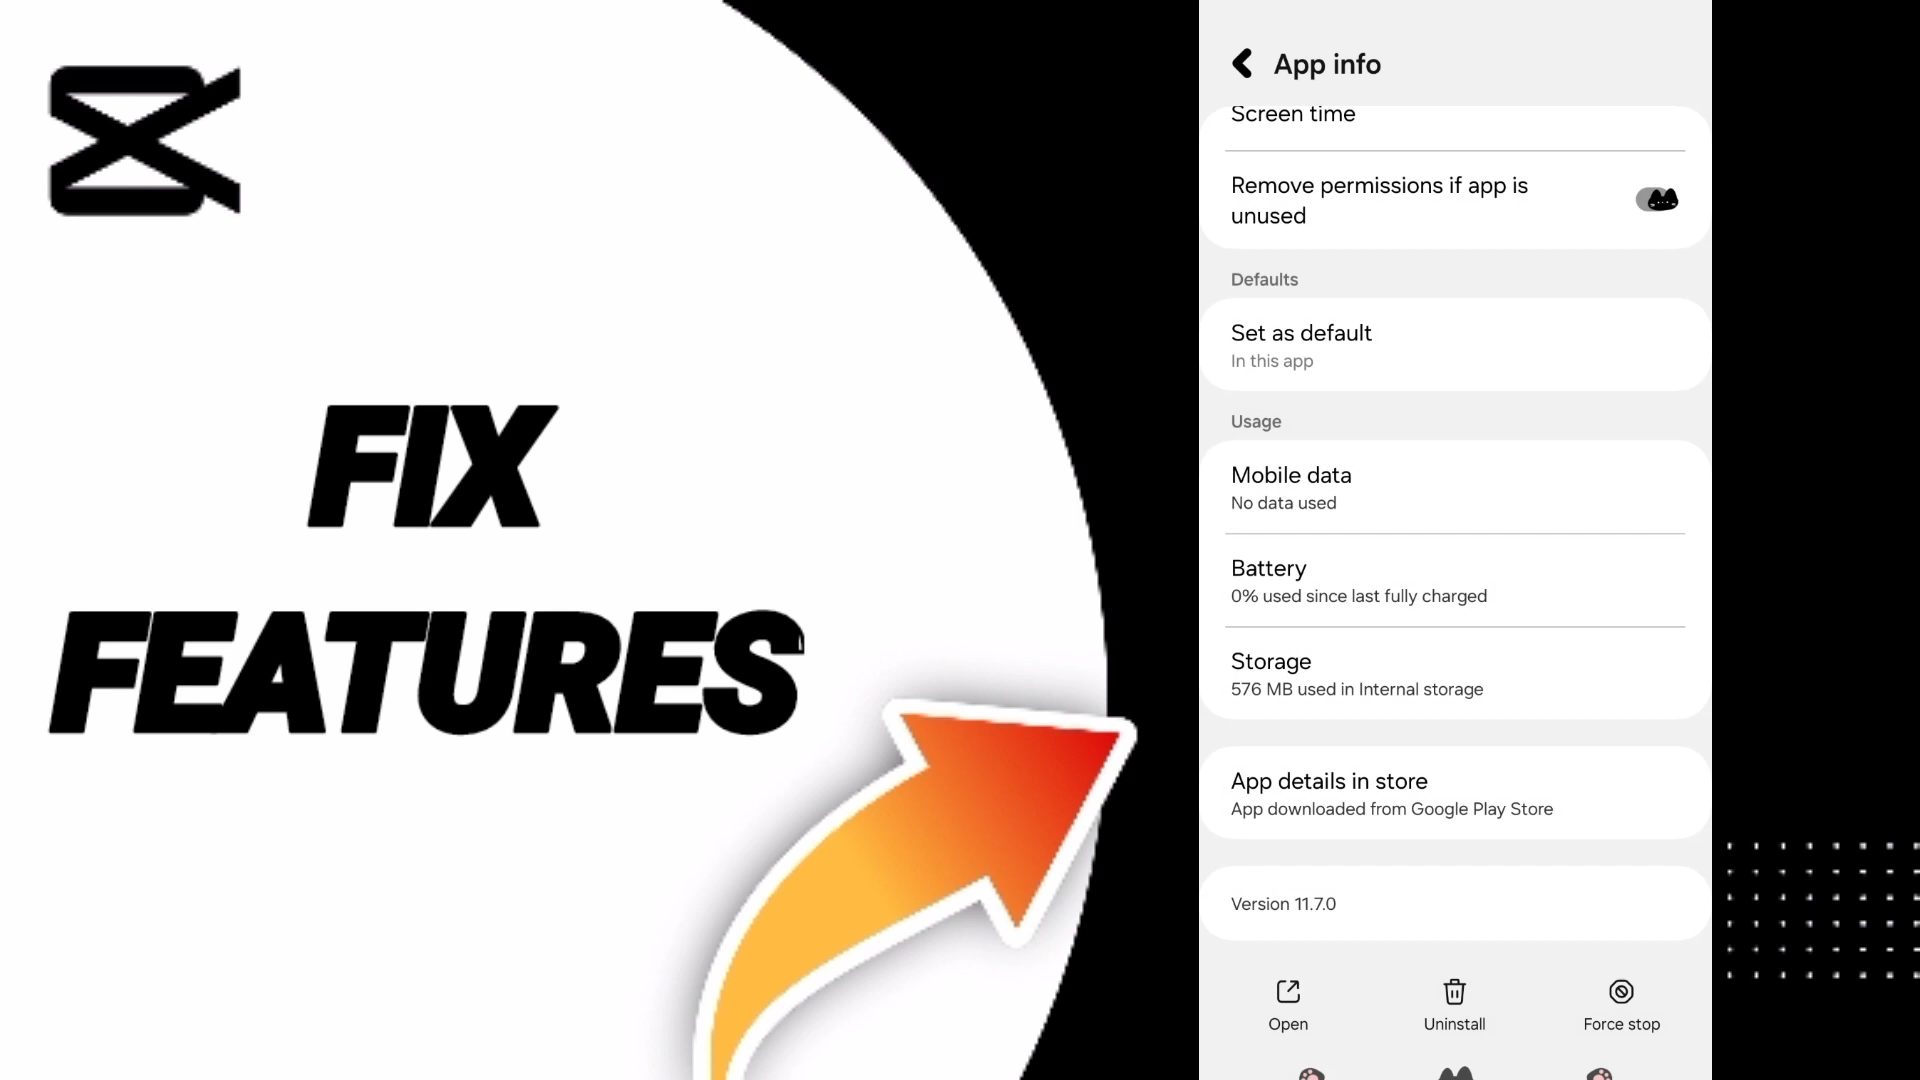 FIX
FEATURES
App info
Screen time
Remove permissions if app is
unused
Defaults
Set as default
In this app
Usage
Mobile data
No data used
Battery
0% used since last fully charged
Storage
576 MB used in Internal storage
App details in store
App downloaded from Google Play Store
Version 11.7.0
Open
Uninstall
Force stop